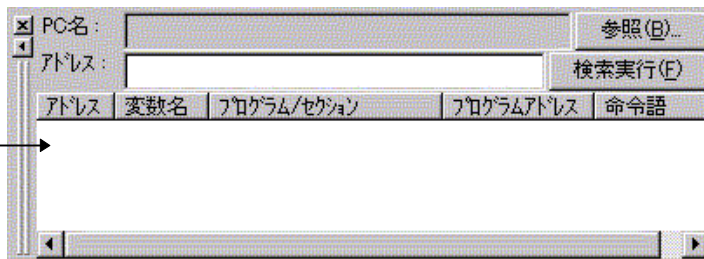 PC名： 参照(B)...
ｱﾄﾞﾚｽ： 検索実行(F)
ｱﾄﾞﾚｽ 変数名 ﾌﾟﾛｸﾞﾗﾑ/ｾｸｼｮﾝ ﾌﾟﾛｸﾞﾗﾑｱﾄﾞﾚｽ 命令語